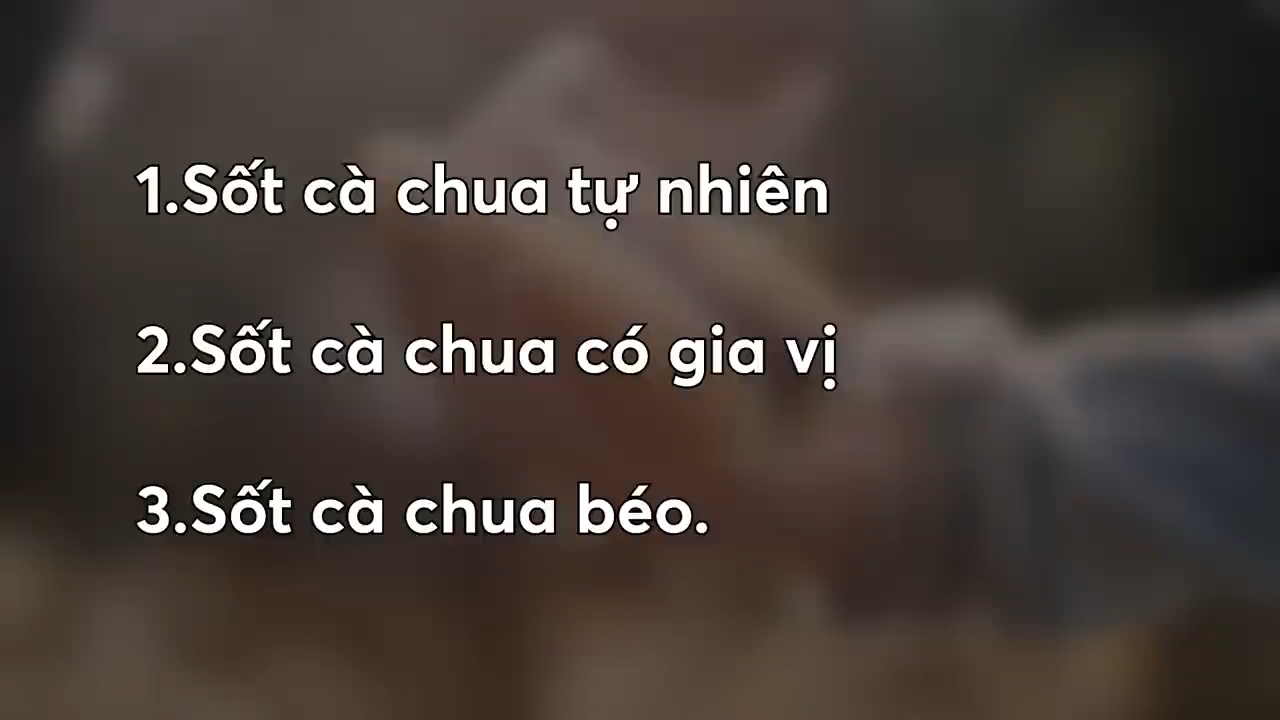 1.Sốt cà chua tự nhiên
2.Sốt cà chua có gia vị
3.Sốt cà chua béo.